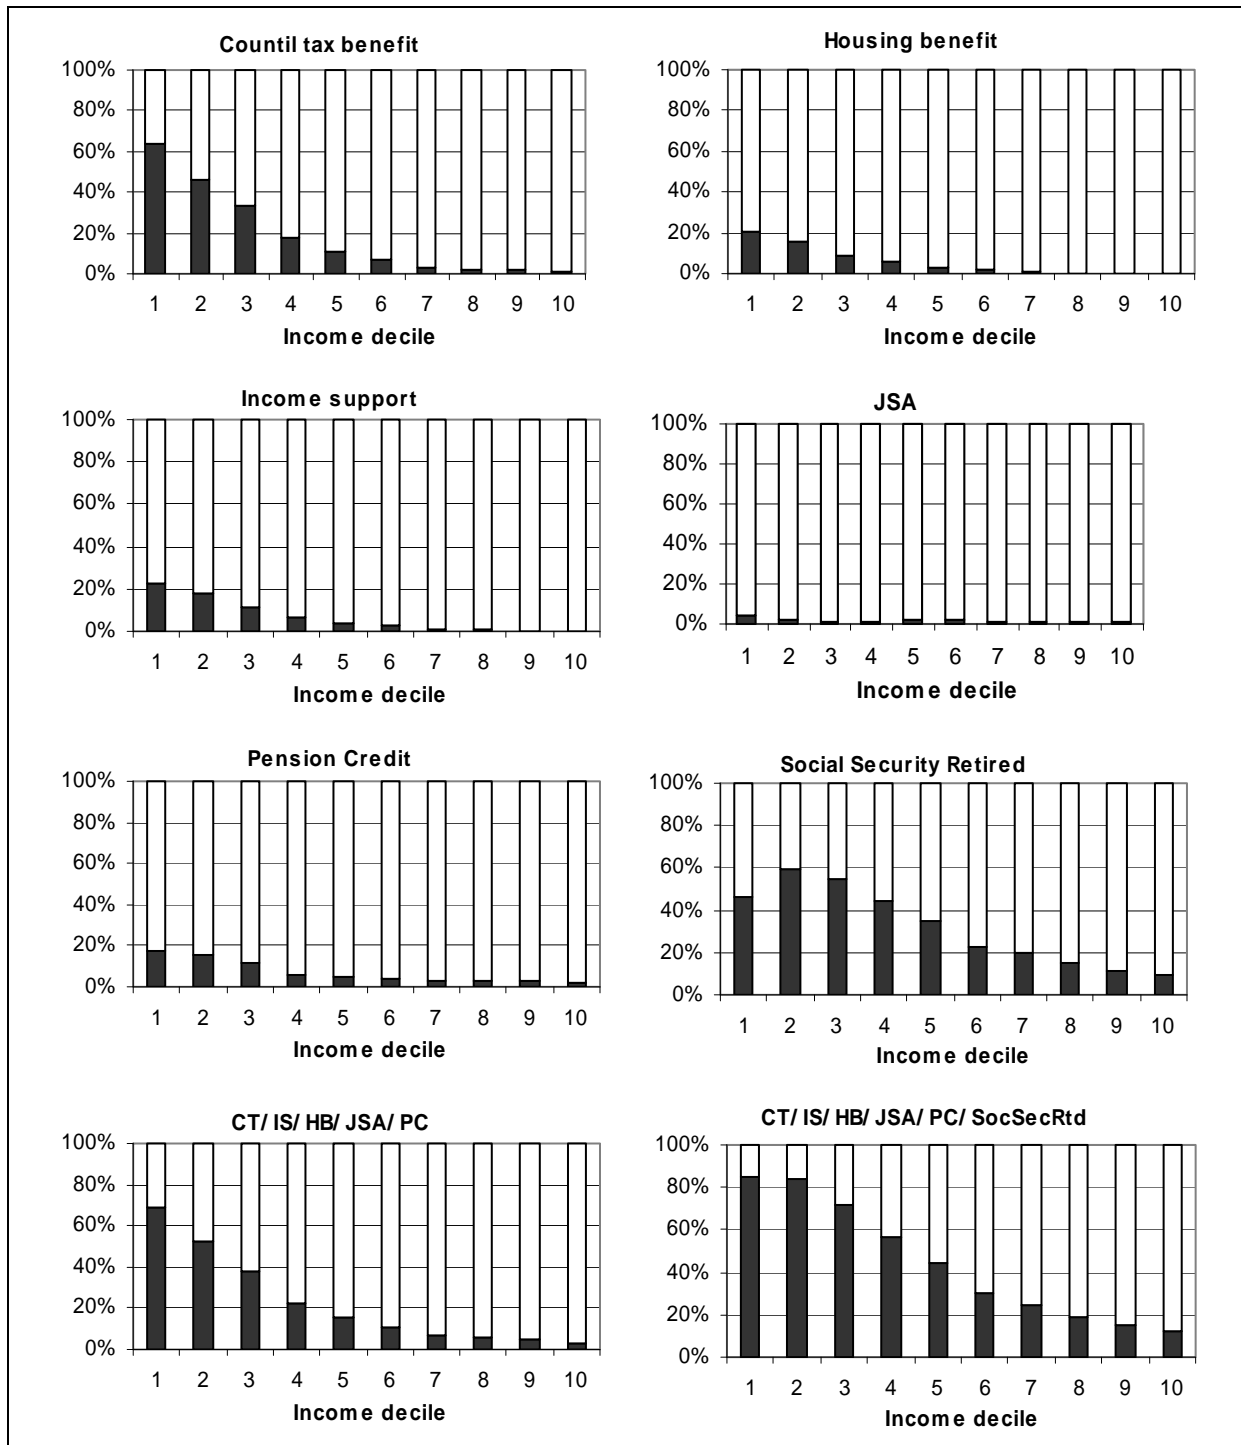 Countil tax benefit
100%
80%
60%
40%
20%
0%
1 2 3 4 5 6 7 8 9 10
Income decile
Housing benefit
100%
80%
60%
40%
20%
0%
1 2 3 4 5 6 7 8 9 10
Income decile
Income support
100%
80%
60%
40%
20%
0%
1 2 3 4 5 6 7 8 9 10
Income decile
JSA
100%
80%
60%
40%
20%
0%
1 2 3 4 5 6 7 8 9 10
Income decile
Pension Credit
100%
80%
60%
40%
20%
0%
1 2 3 4 5 6 7 8 9 10
Income decile
Social Security Retired
100%
80%
60%
40%
20%
0%
1 2 3 4 5 6 7 8 9 10
Income decile
CT/ IS/ HB/ JSA/ PC
100%
80%
60%
40%
20%
0%
1 2 3 4 5 6 7 8 9 10
Income decile
CT/ IS/ HB/ JSA/ PC/ SocSecRtd
100%
80%
60%
40%
20%
0%
1 2 3 4 5 6 7 8 9 10
Income decile